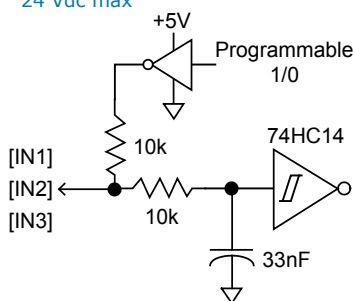 24 Vdc max
+5V
Programmable
1/0
74HC14
10k
[IN1]
[IN2]
[IN3]
10k
33nF